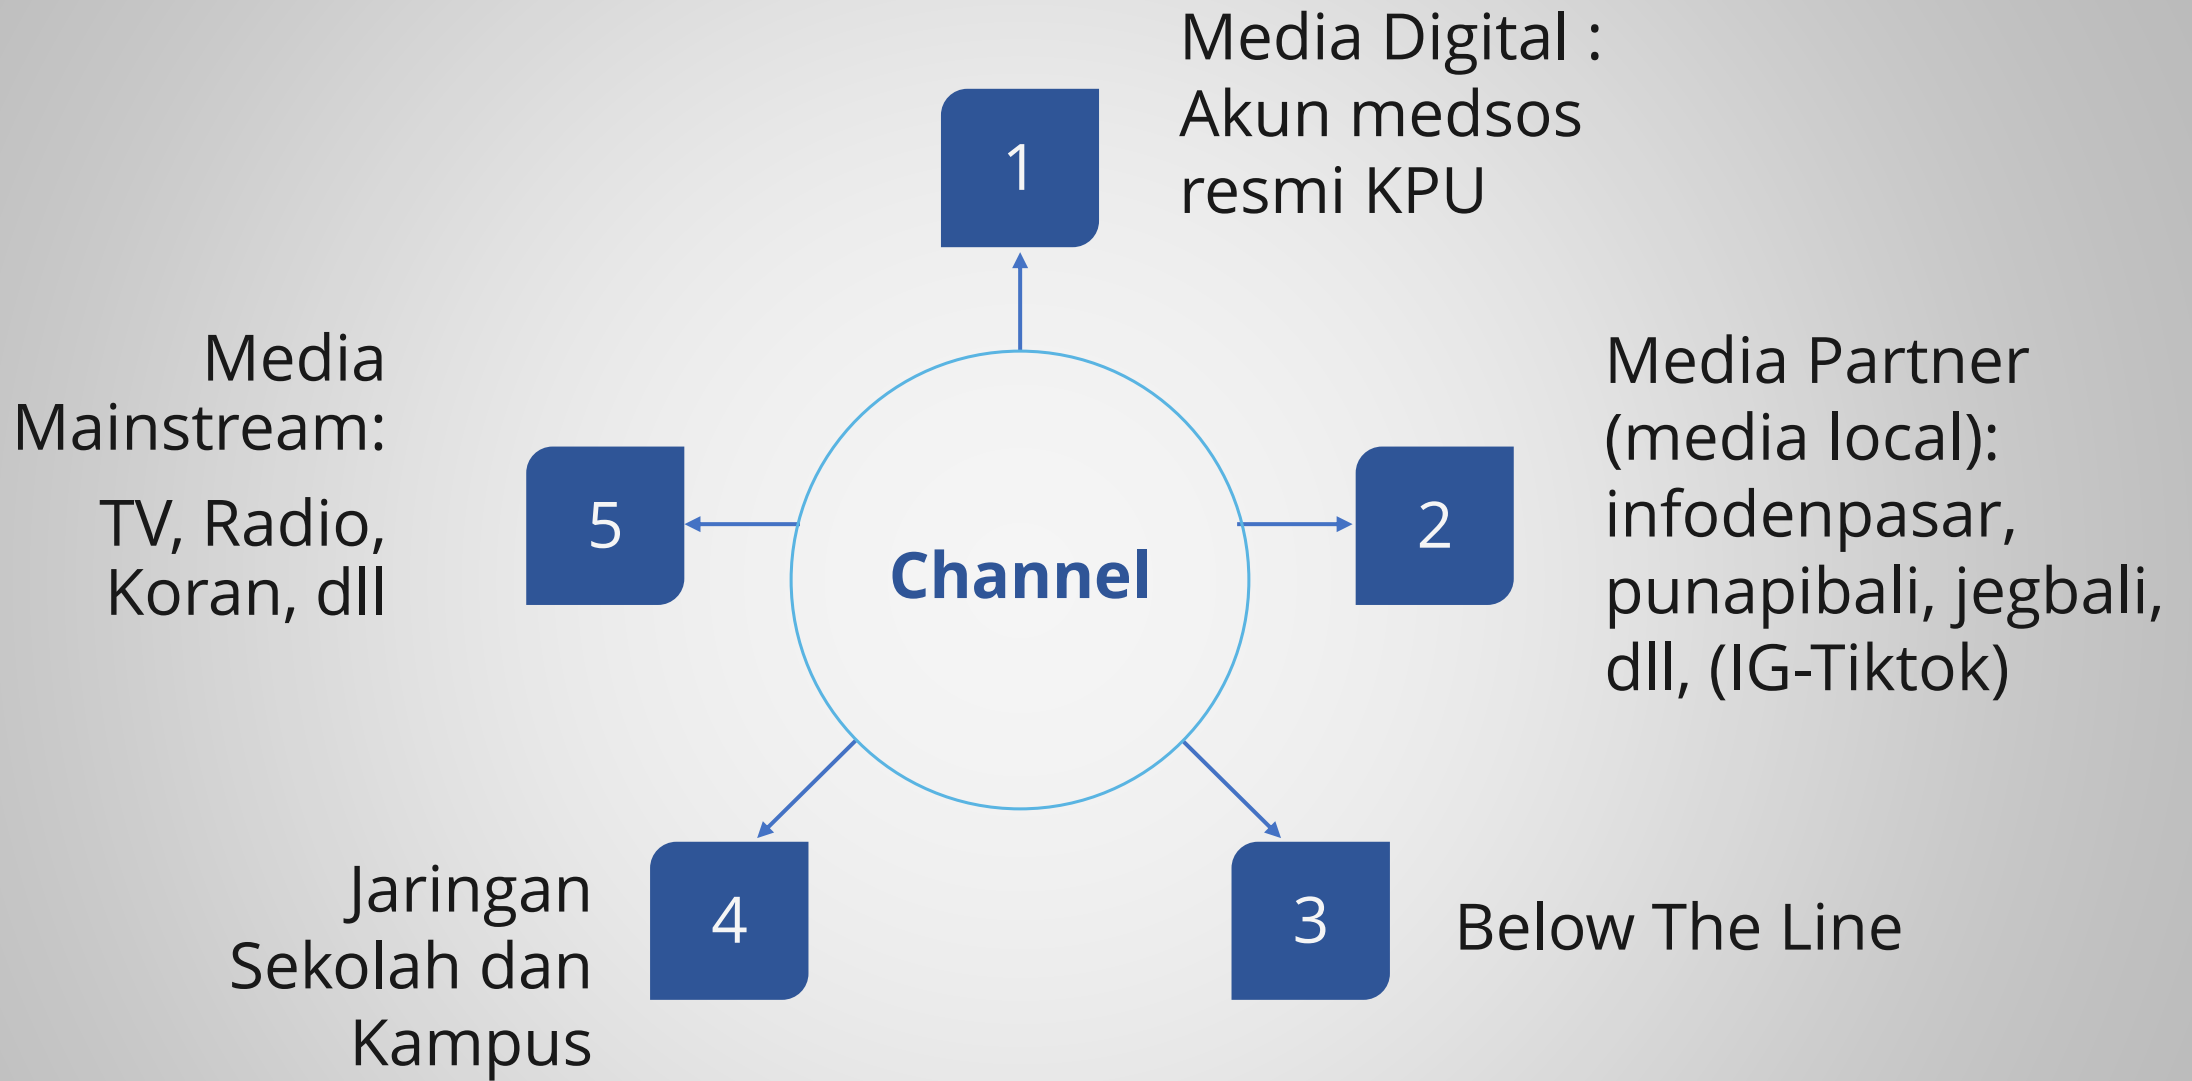 1
Media Digital :
Akun medsos
resmi KPU
2
Media Partner
(media local):
infodenpasar,
punapibali, jegbali,
dll, (IG-Tiktok)
3
Below The Line
4
Jaringan
Sekolah dan
Kampus
5
Media
Mainstream:
TV, Radio,
Koran, dll
Channel